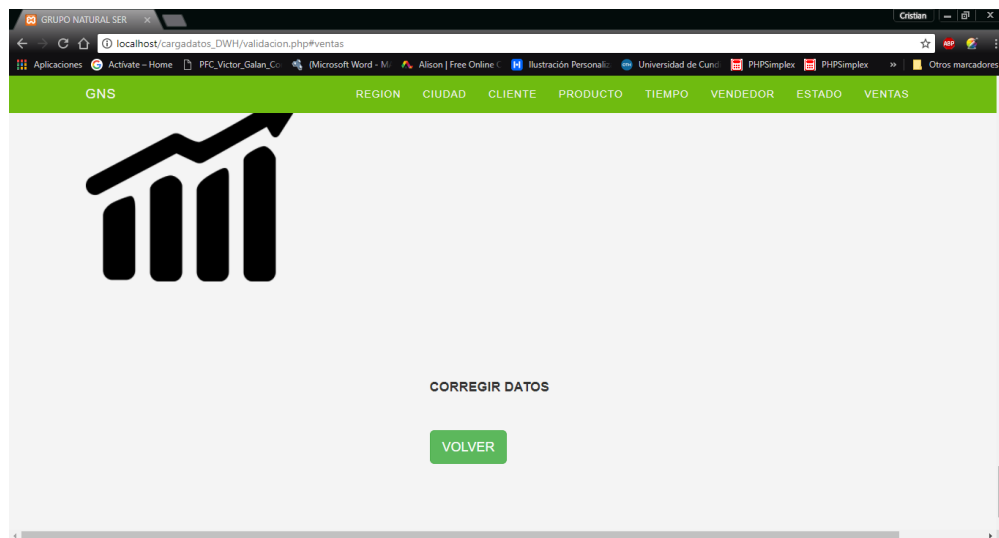 GRUPO NATURAL SER
Cristian
localhost/cargadatos_DWH/validacion.php#ventas
ABP
Aplicaciones
Actívate – Home
PFC_Victor_Galan_Co
(Microsoft Word - M
Alison | Free Online C
Ilustración Personaliz
Universidad de Cundi
PHPSimplex
PHPSimplex
»
Otros marcadores
GNS
REGION
CIUDAD
CLIENTE
PRODUCTO
TIEMPO
VENDEDOR
ESTADO
VENTAS
CORREGIR DATOS
VOLVER